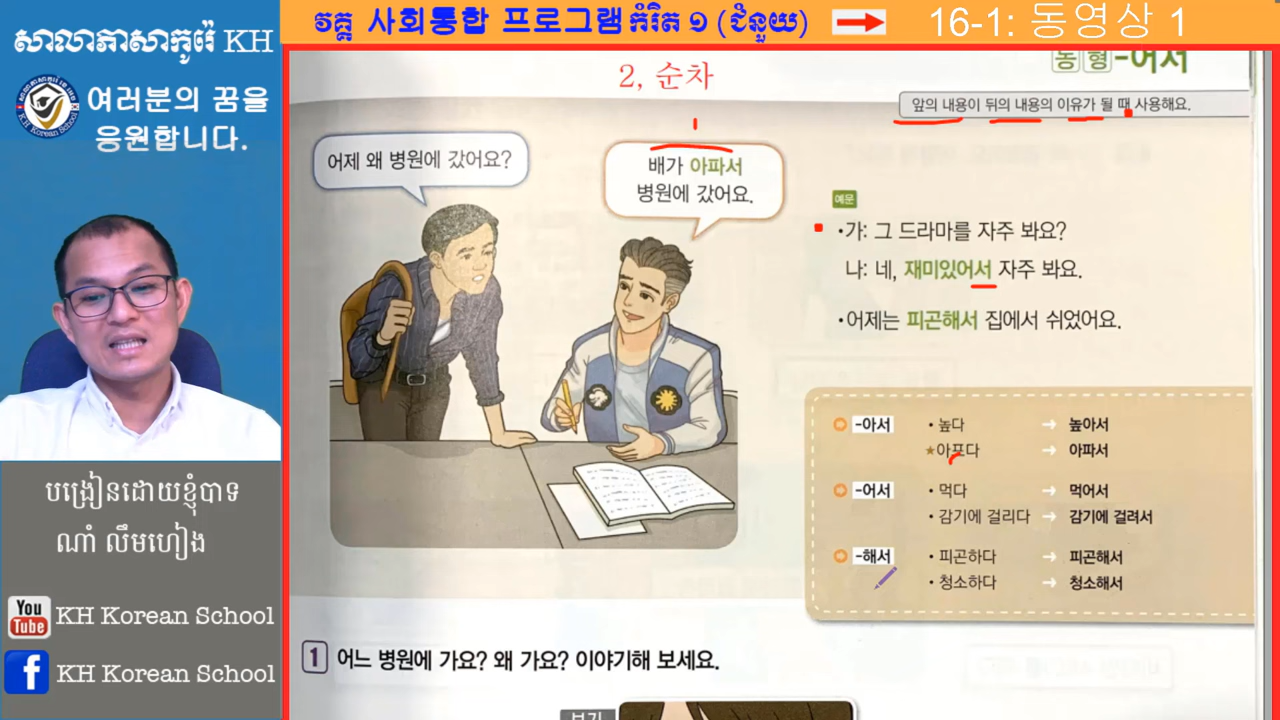 សាលាភាសាកូរ៉េ KH
여러분의 꿈을
응원합니다.
បង្រៀនដោយខ្ញុំបាទ
ណាំ លឹមហៀង
You
Tube
KH Korean School
f
KH Korean School
វគ្គ 사회통합 프로그램 កំរិត ១ (ជំនួយ)
16-1: 동영상 1
2, 순차
동 형 -어서
앞의 내용이 뒤의 내용의 이유가 될 때 사용해요.
어제 왜 병원에 갔어요?
배가 아파서
병원에 갔어요.
예문
•가: 그 드라마를 자주 봐요?
나: 네, 재미있어서 자주 봐요.
•어제는 피곤해서 집에서 쉬었어요.
-아서 • 높다 → 높아서
★아프다 → 아파서
-어서 • 먹다 → 먹어서
• 감기에 걸리다 → 감기에 걸려서
-해서 • 피곤하다 → 피곤해서
• 청소하다 → 청소해서
1 어느 병원에 가요? 왜 가요? 이야기해 보세요.
보기